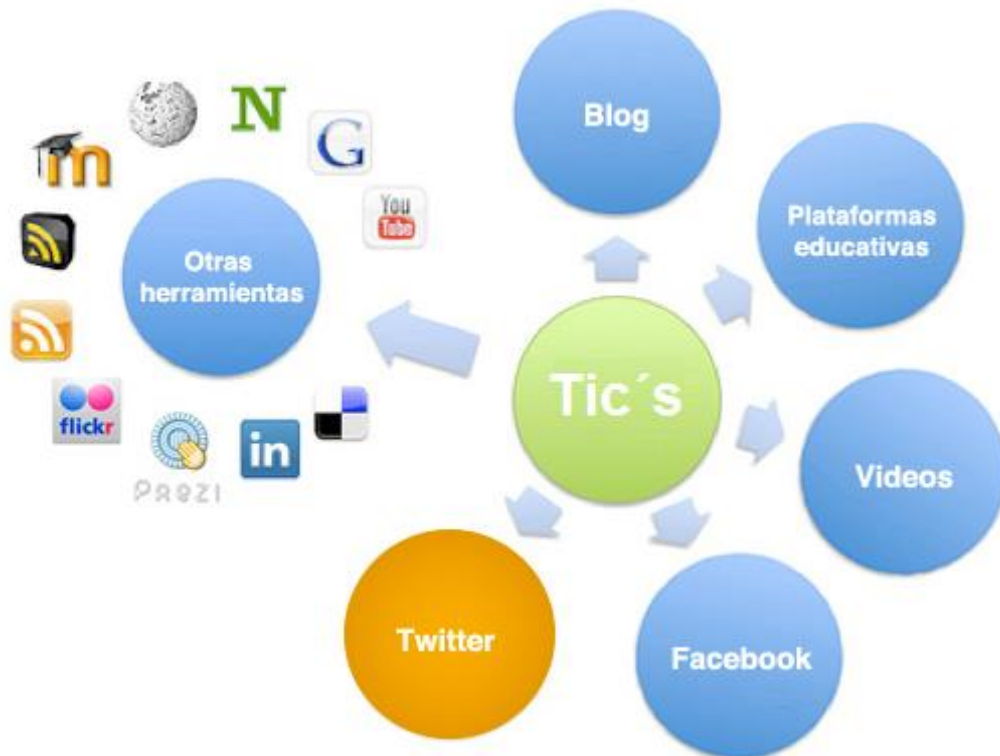 Blog
Plataformas
educativas
Videos
Facebook
Twitter
Tic´s
Otras
herramientas
N
G
You
Tube
m
flickr
PREZI
in